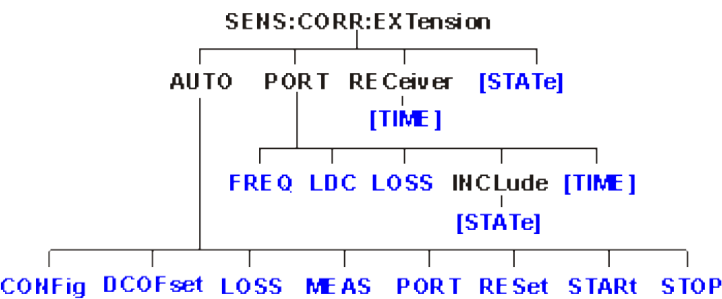 SENS:CORR:EXTension
AUTO PORT RECeiver [STATe]
[TIME]
FREQ LDC LOSS INCLude [TIME]
[STATe]
CONFig DCOFset LOSS MEAS PORT RESet STARt STOP